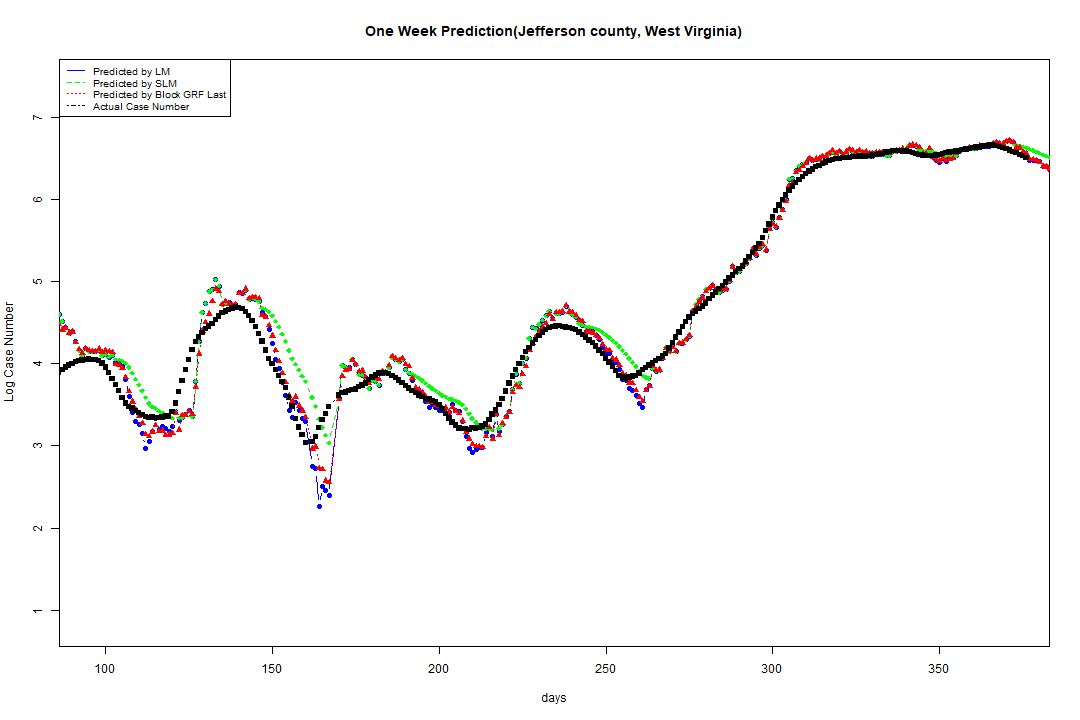 One Week Prediction(Jefferson county, West Virginia)
Predicted by LM
Predicted by SLM
Predicted by Block GRF Last
Actual Case Number
7
6
5
4
3
2
1
Log Case Number
100 150 200 250 300 350
days